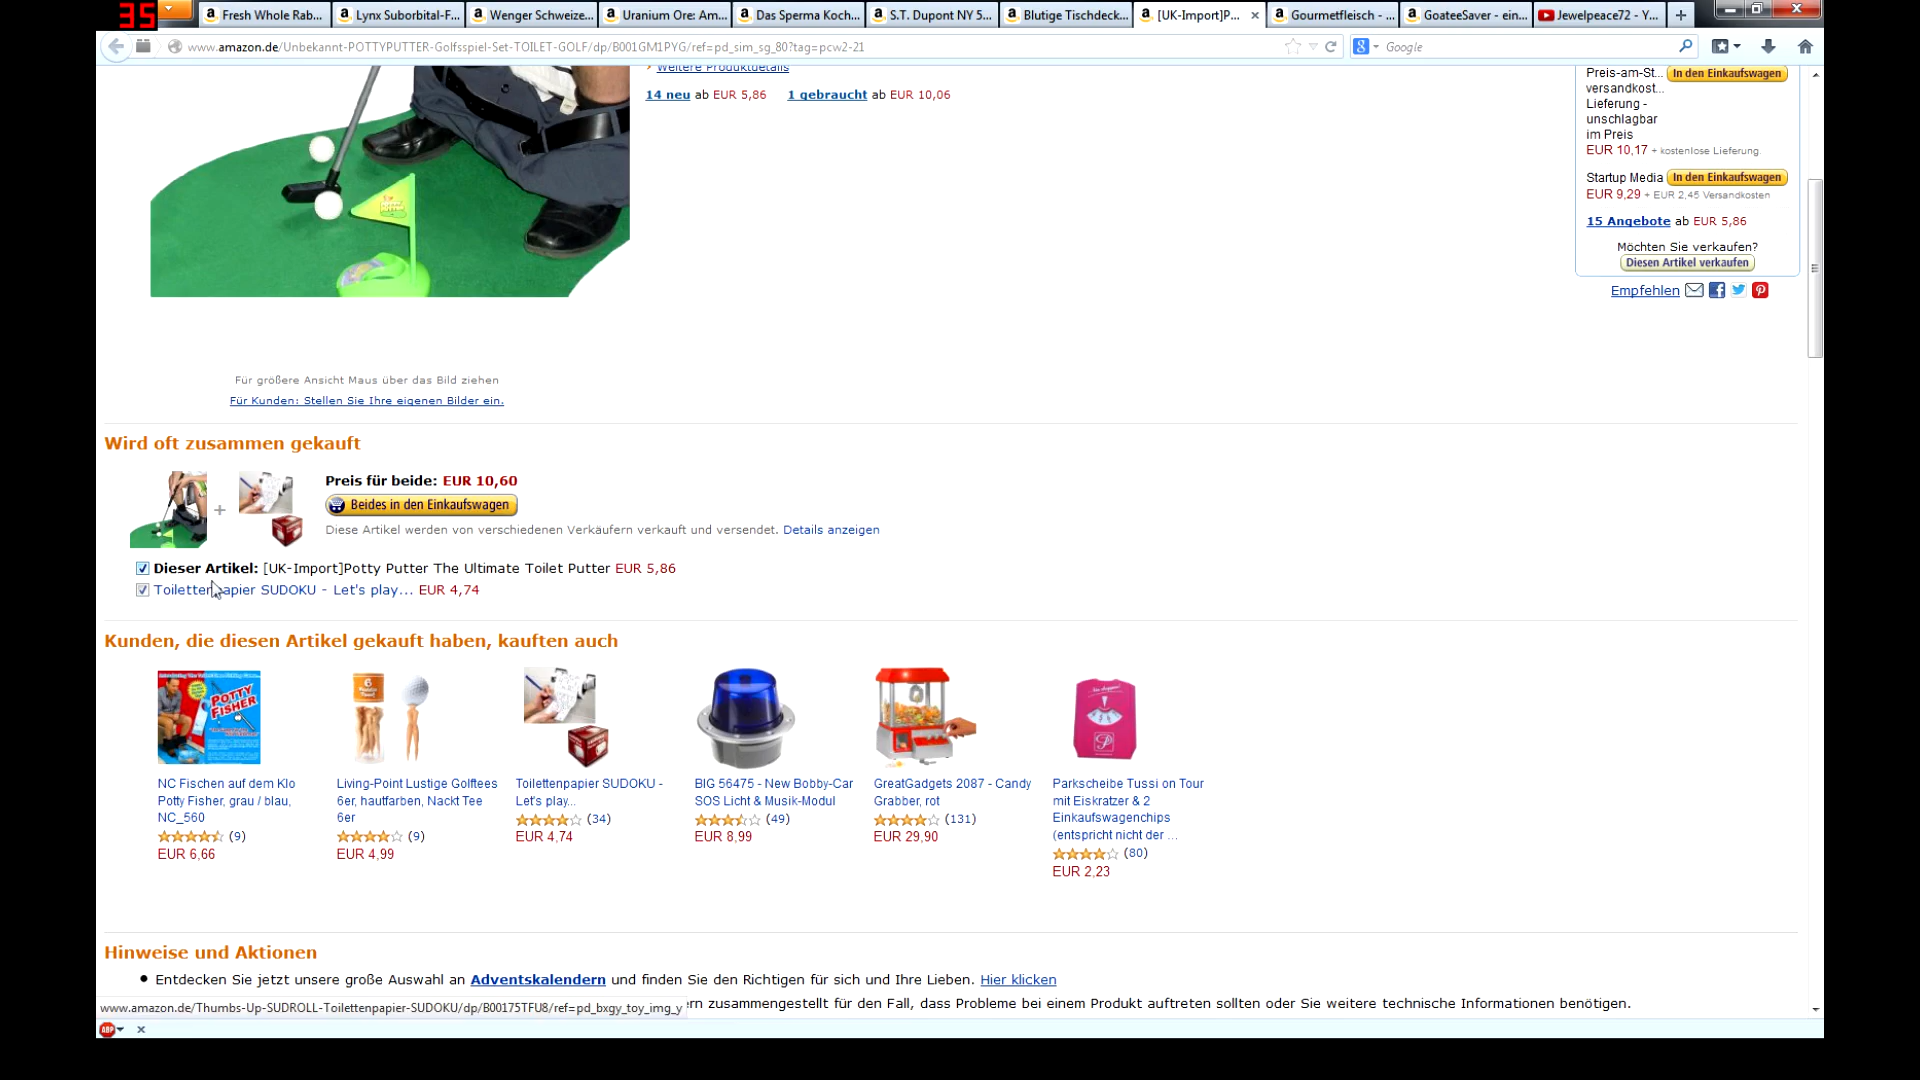 35
Fresh Whole Rab...
Lynx Suborbital-F...
Wenger Schweize...
Uranium Ore: Am...
Das Sperma Koch...
S.T. Dupont NY 5...
Blutige Tischdeck...
[UK-Import]P...
Gourmetfleisch - ...
GoateeSaver - ein...
Jewelpeace72 - Y...
www.amazon.de/Unbekannt-POTTYPUTTER-Golfsspiel-Set-TOILET-GOLF/dp/B001GM1PYG/ref=pd_sim_sg_80?tag=pcw2-21
Google
Weitere Produktdetails
14 neu ab EUR 5,86 1 gebraucht ab EUR 10,06
Preis-am-St... In den Einkaufswagen
versandkost...
Lieferung -
unschlagbar
im Preis
EUR 10,17 + kostenlose Lieferung.
Startup Media In den Einkaufswagen
EUR 9,29 + EUR 2,45 Versandkosten
15 Angebote ab EUR 5,86
Möchten Sie verkaufen?
Diesen Artikel verkaufen
Empfehlen
Für größere Ansicht Maus über das Bild ziehen
Für Kunden: Stellen Sie Ihre eigenen Bilder ein.
Wird oft zusammen gekauft
Preis für beide: EUR 10,60
Beides in den Einkaufswagen
Diese Artikel werden von verschiedenen Verkäufern verkauft und versendet. Details anzeigen
Dieser Artikel: [UK-Import]Potty Putter The Ultimate Toilet Putter EUR 5,86
Toilettenpapier SUDOKU - Let's play... EUR 4,74
Kunden, die diesen Artikel gekauft haben, kauften auch
POTTY
FISHER
NC Fischen auf dem Klo
Potty Fisher, grau / blau,
NC_560
(9)
EUR 6,66
Living-Point Lustige Golftees
6er, hautfarben, Nackt Tee
6er
(9)
EUR 4,99
Toilettenpapier SUDOKU -
Let's play...
(34)
EUR 4,74
BIG 56475 - New Bobby-Car
SOS Licht & Musik-Modul
(49)
EUR 8,99
GreatGadgets 2087 - Candy
Grabber, rot
(131)
EUR 29,90
Parkscheibe Tussi on Tour
mit Eiskratzer & 2
Einkaufswagenchips
(entspricht nicht der ...
(80)
EUR 2,23
Hinweise und Aktionen
Entdecken Sie jetzt unsere große Auswahl an Adventskalendern und finden Sie den Richtigen für sich und Ihre Lieben. Hier klicken
rn zusammengestellt für den Fall, dass Probleme bei einem Produkt auftreten sollten oder Sie weitere technische Informationen benötigen.
www.amazon.de/Thumbs-Up-SUDROLL-Toilettenpapier-SUDOKU/dp/B00175TFU8/ref=pd_bxgy_toy_img_y
ABP